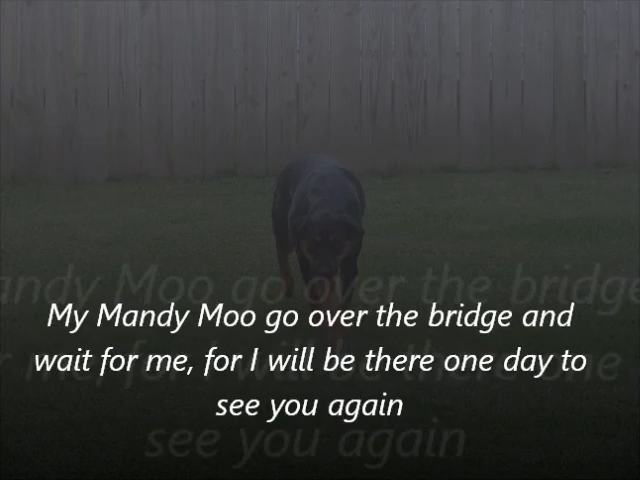 My Mandy Moo go over the bridge and
wait for me, for I will be there one day to
see you again